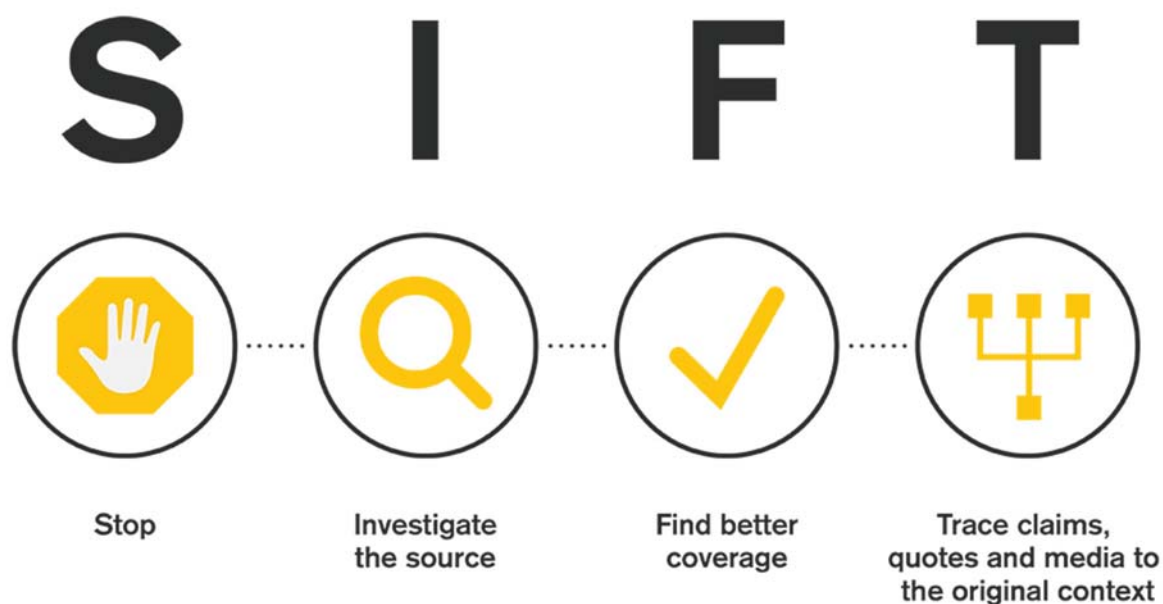 S I F T
Stop
Investigate
the source
Find better
coverage
Trace claims,
quotes and media to
the original context